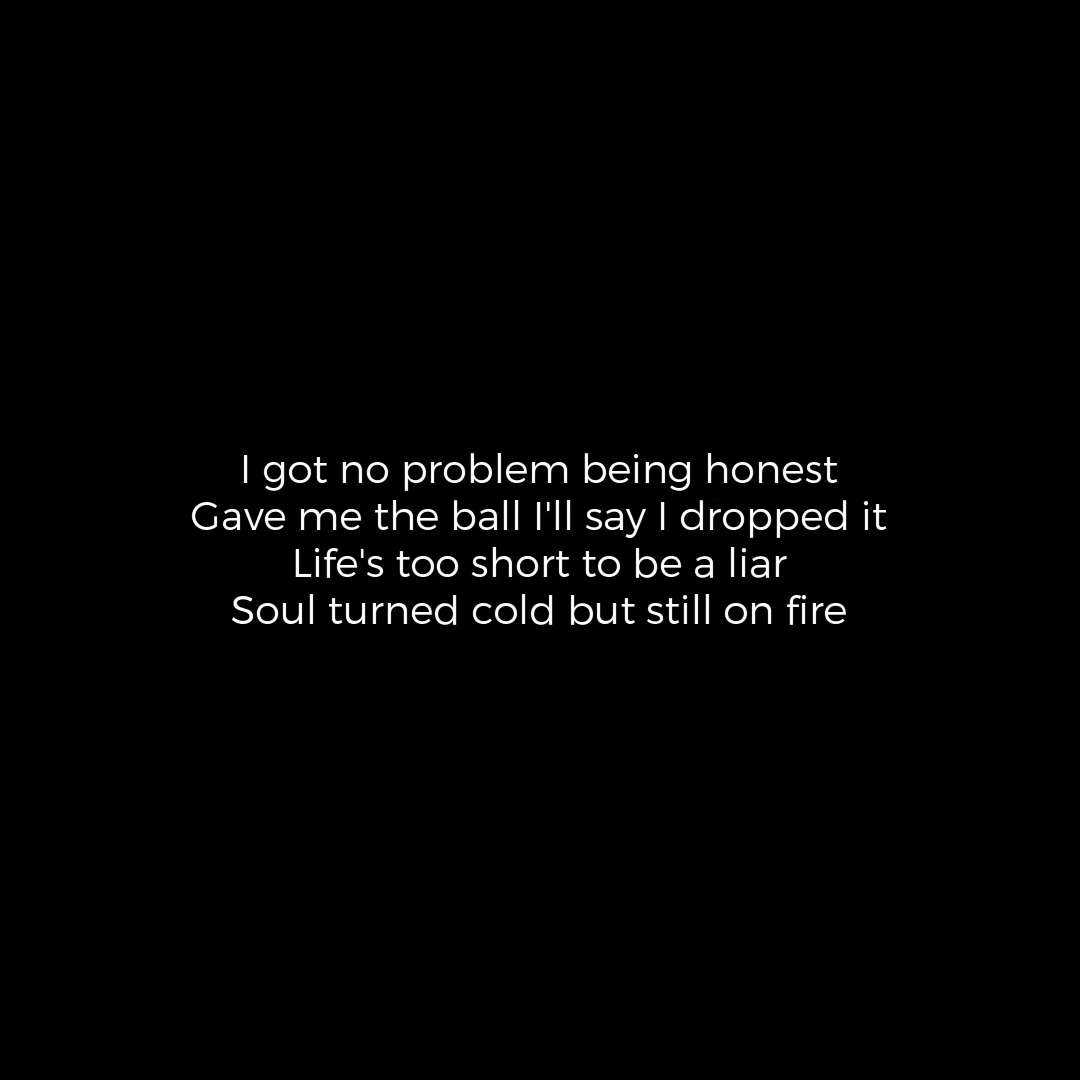 I got no problem being honest
Gave me the ball I'll say I dropped it
Life's too short to be a liar
Soul turned cold but still on fire